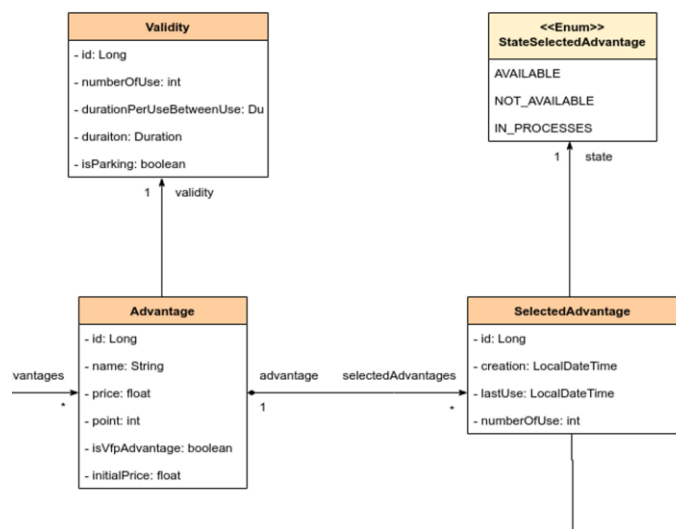 Validity
- id: Long
- numberOfUse: int
- durationPerUseBetweenUse: Du
- duraiton: Duration
- isParking: boolean
<<Enum>>
StateSelectedAdvantage
AVAILABLE
NOT_AVAILABLE
IN_PROCESSES
1 validity
1 state
Advantage
- id: Long
- name: String
- price: float
- point: int
- isVfpAdvantage: boolean
- initialPrice: float
vantages
*
advantage selectedAdvantages
1 *
SelectedAdvantage
- id: Long
- creation: LocalDateTime
- lastUse: LocalDateTime
- numberOfUse: int